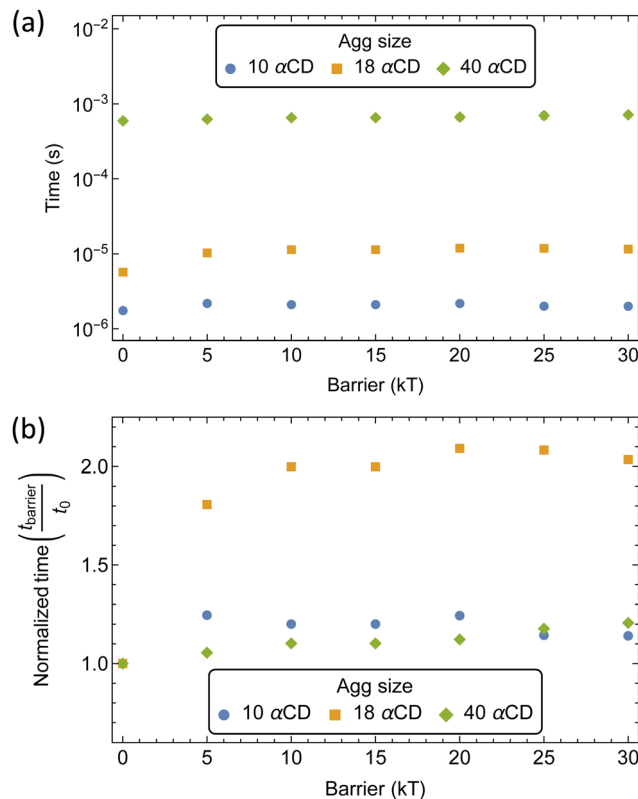 (a)
Agg size
10 αCD 18 αCD 40 αCD
Time (s)
10⁻²
10⁻³
10⁻⁴
10⁻⁵
10⁻⁶
0 5 10 15 20 25 30
Barrier (kT)
(b)
Normalized time (t_barrier / t_0)
2.0
1.5
1.0
Agg size
10 αCD 18 αCD 40 αCD
0 5 10 15 20 25 30
Barrier (kT)